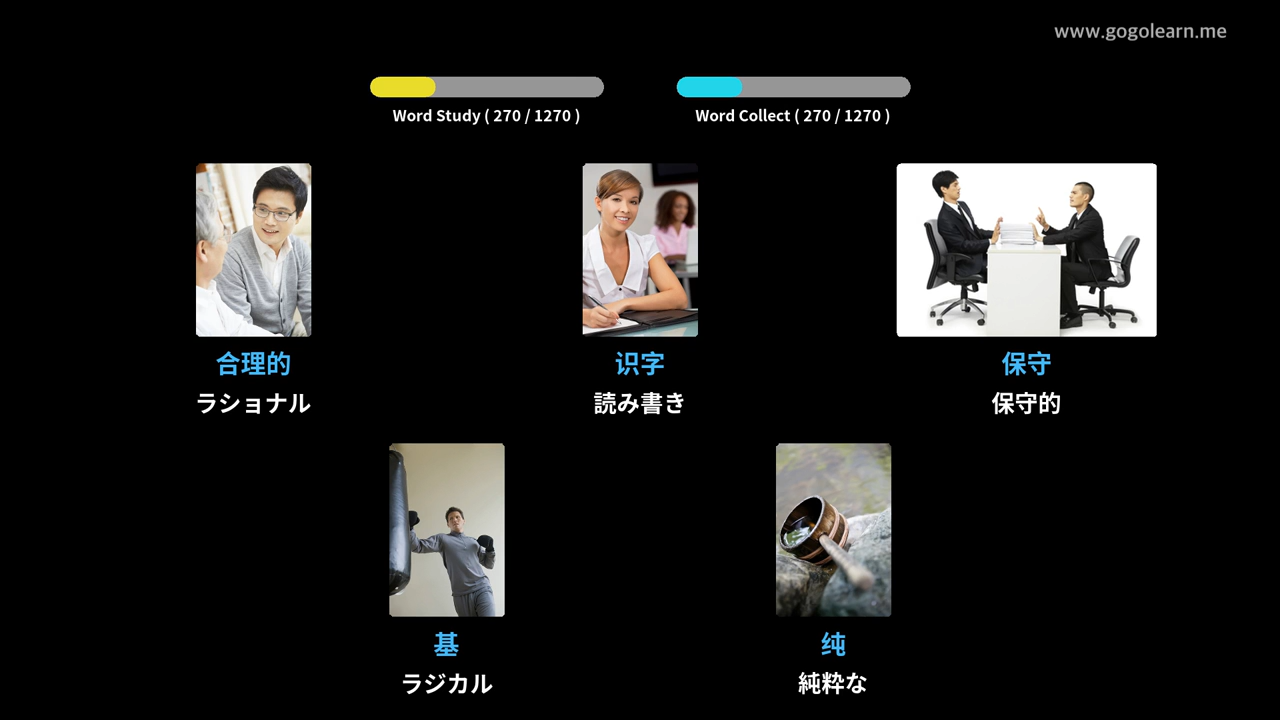 www.gogolearn.me
Word Study ( 270 / 1270 )
Word Collect ( 270 / 1270 )
合理的
ラショナル
识字
読み書き
保守
保守的
基
ラジカル
纯
純粋な